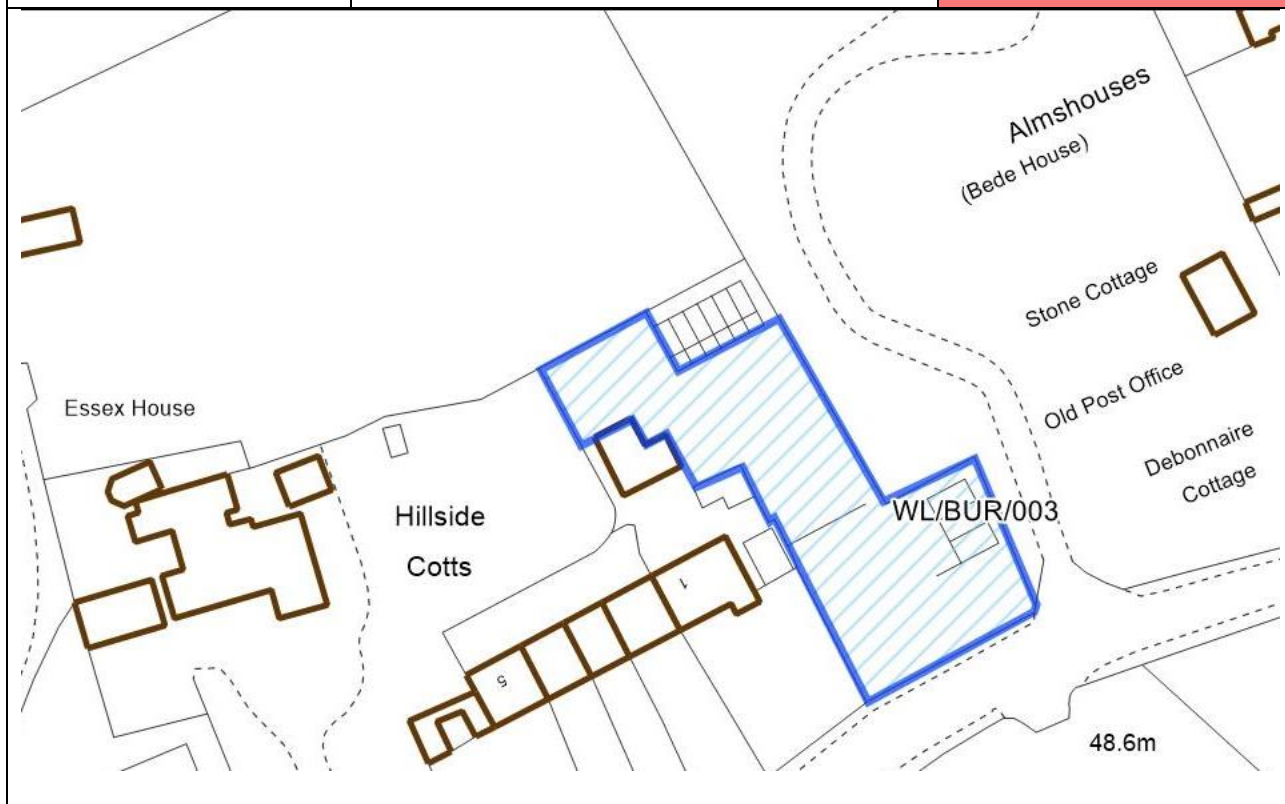 Almshouses
(Bede House)
Stone Cottage
Old Post Office
Essex House
Debonnaire
Cottage
WL/BUR/003
Hillside
Cotts
1
5
48.6m